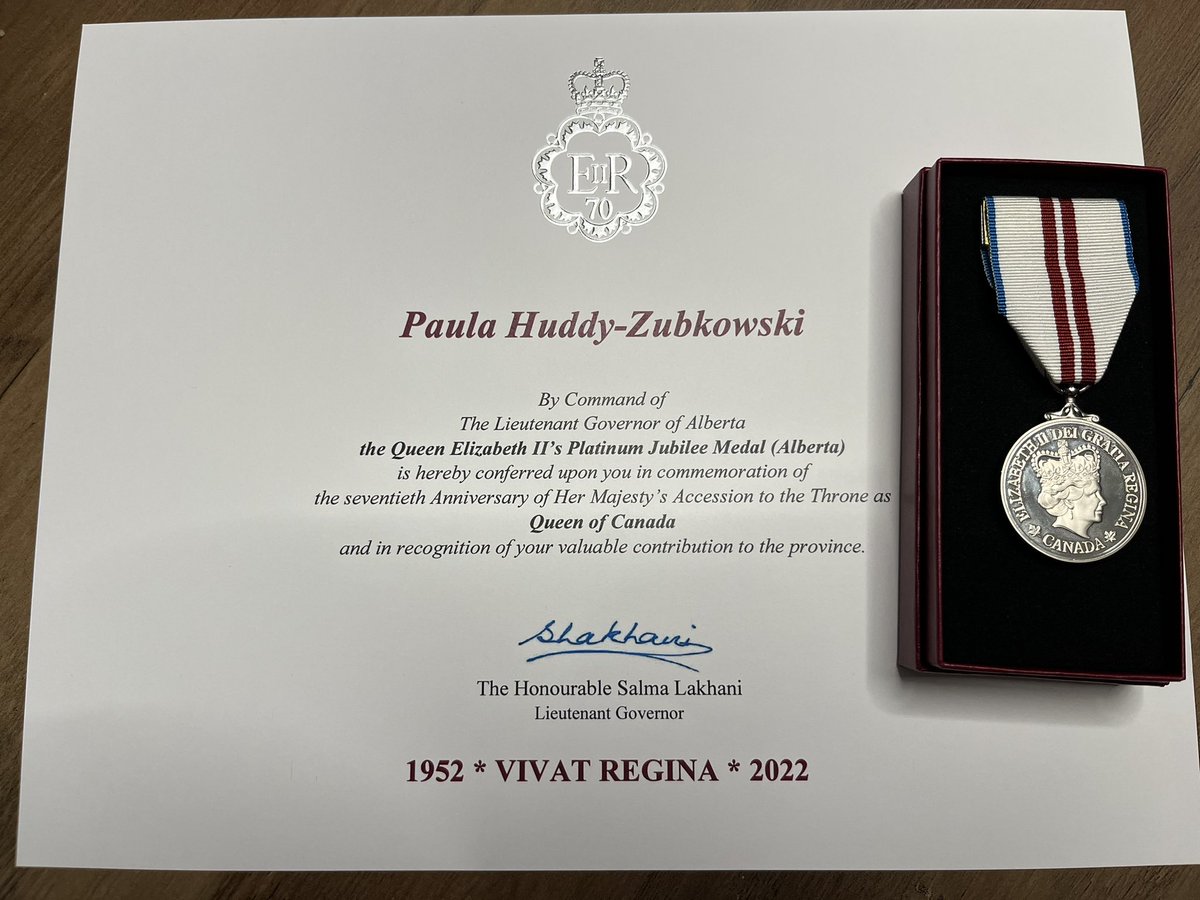 EIIR
70
Paula Huddy-Zubkowski
By Command of
The Lieutenant Governor of Alberta
the Queen Elizabeth II's Platinum Jubilee Medal (Alberta)
is hereby conferred upon you in commemoration of
the seventieth Anniversary of Her Majesty's Accession to the Throne as
Queen of Canada
and in recognition of your valuable contribution to the province.
SLakhani
The Honourable Salma Lakhani
Lieutenant Governor
1952 * VIVAT REGINA * 2022
ELIZABETH II DEI GRATIA REGINA
CANADA